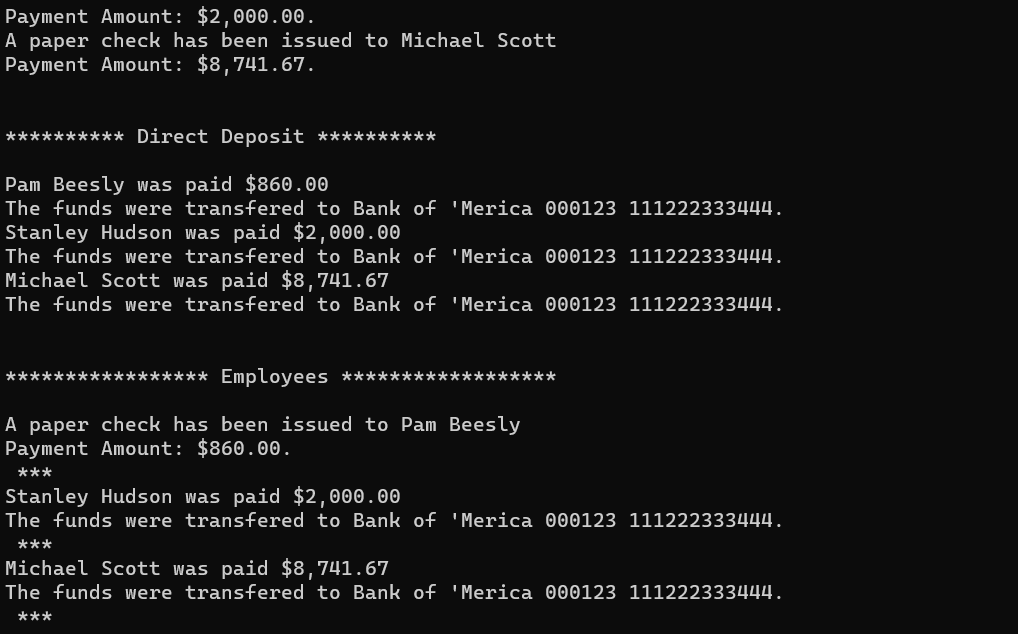 Payment Amount: $2,000.00.
A paper check has been issued to Michael Scott
Payment Amount: $8,741.67.
********** Direct Deposit **********
Pam Beesly was paid $860.00
The funds were transfered to Bank of 'Merica 000123 111222333444.
Stanley Hudson was paid $2,000.00
The funds were transfered to Bank of 'Merica 000123 111222333444.
Michael Scott was paid $8,741.67
The funds were transfered to Bank of 'Merica 000123 111222333444.
***************** Employees ******************
A paper check has been issued to Pam Beesly
Payment Amount: $860.00.
 ***
Stanley Hudson was paid $2,000.00
The funds were transfered to Bank of 'Merica 000123 111222333444.
 ***
Michael Scott was paid $8,741.67
The funds were transfered to Bank of 'Merica 000123 111222333444.
 ***